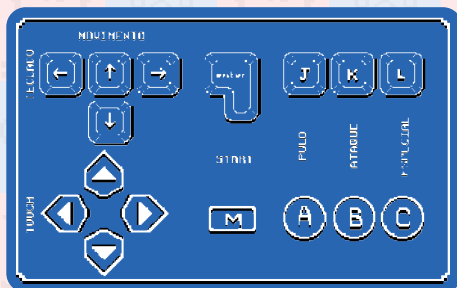 MOVIMENTO
TECLADO
← ↑ →
enter
J K L
↓
START
PULO
ATAQUE
ESPECIAL
TOUCH
M
A B C